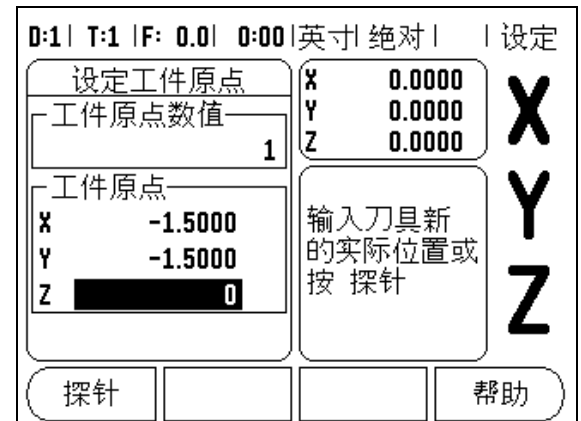 D:1| T:1 |F: 0.0| 0:00|英寸| 绝对| |设定
设定工件原点
工件原点数值
1
工件原点
X -1.5000
Y -1.5000
Z 0
X 0.0000
Y 0.0000
Z 0.0000
输入刀具新
的实际位置或
按 探针
X
Y
Z
探针
帮助